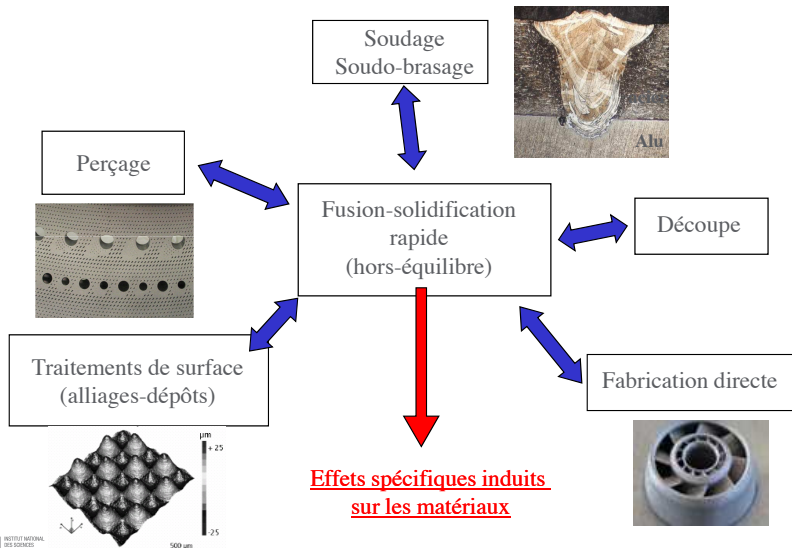 Soudage
Soudo-brasage
Alu
Perçage
Fusion-solidification
rapide
(hors-équilibre)
Découpe
Traitements de surface
(alliages-dépôts)
Fabrication directe
µm
+ 25
-25
500 µm
Effets spécifiques induits
sur les matériaux
INSTITUT NATIONAL
DES SCIENCES